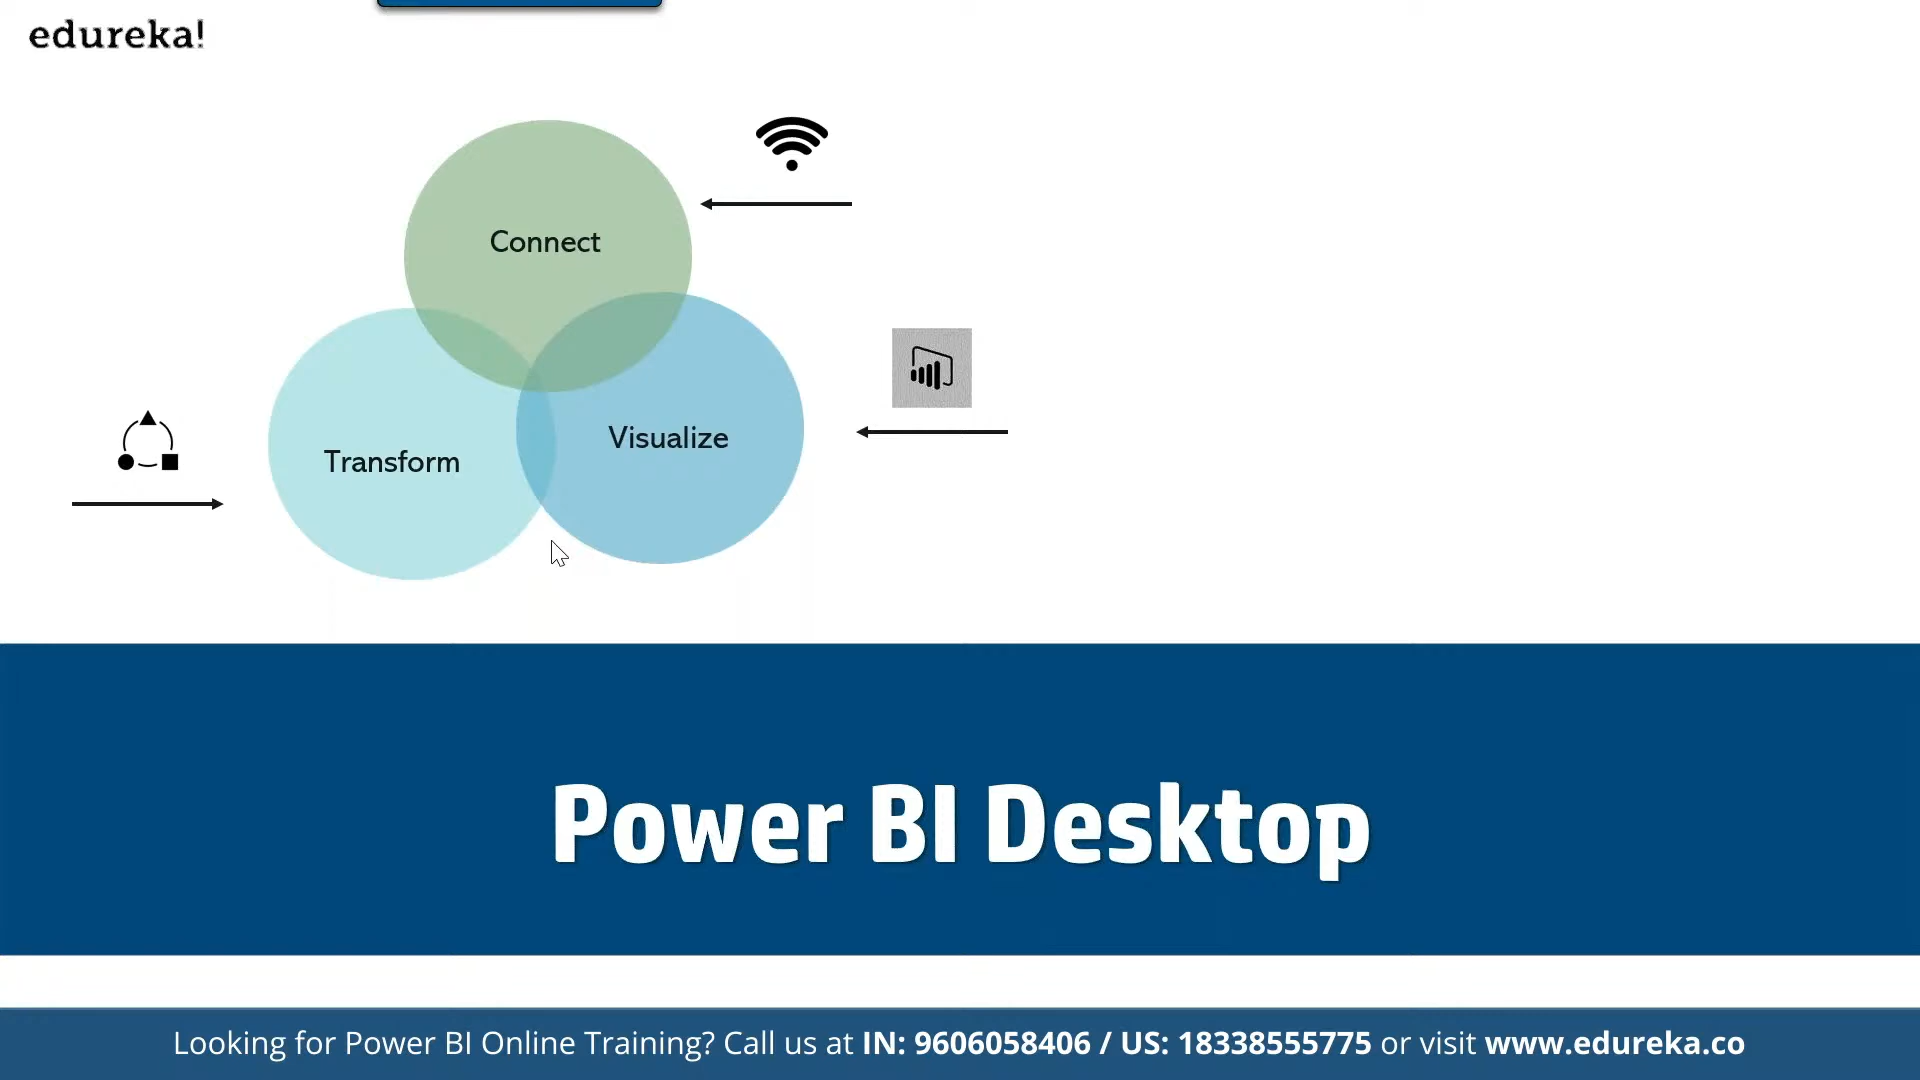 edureka!
Connect
Visualize
Transform
Power BI Desktop
Looking for Power BI Online Training? Call us at IN: 9606058406 / US: 18338555775 or visit www.edureka.co